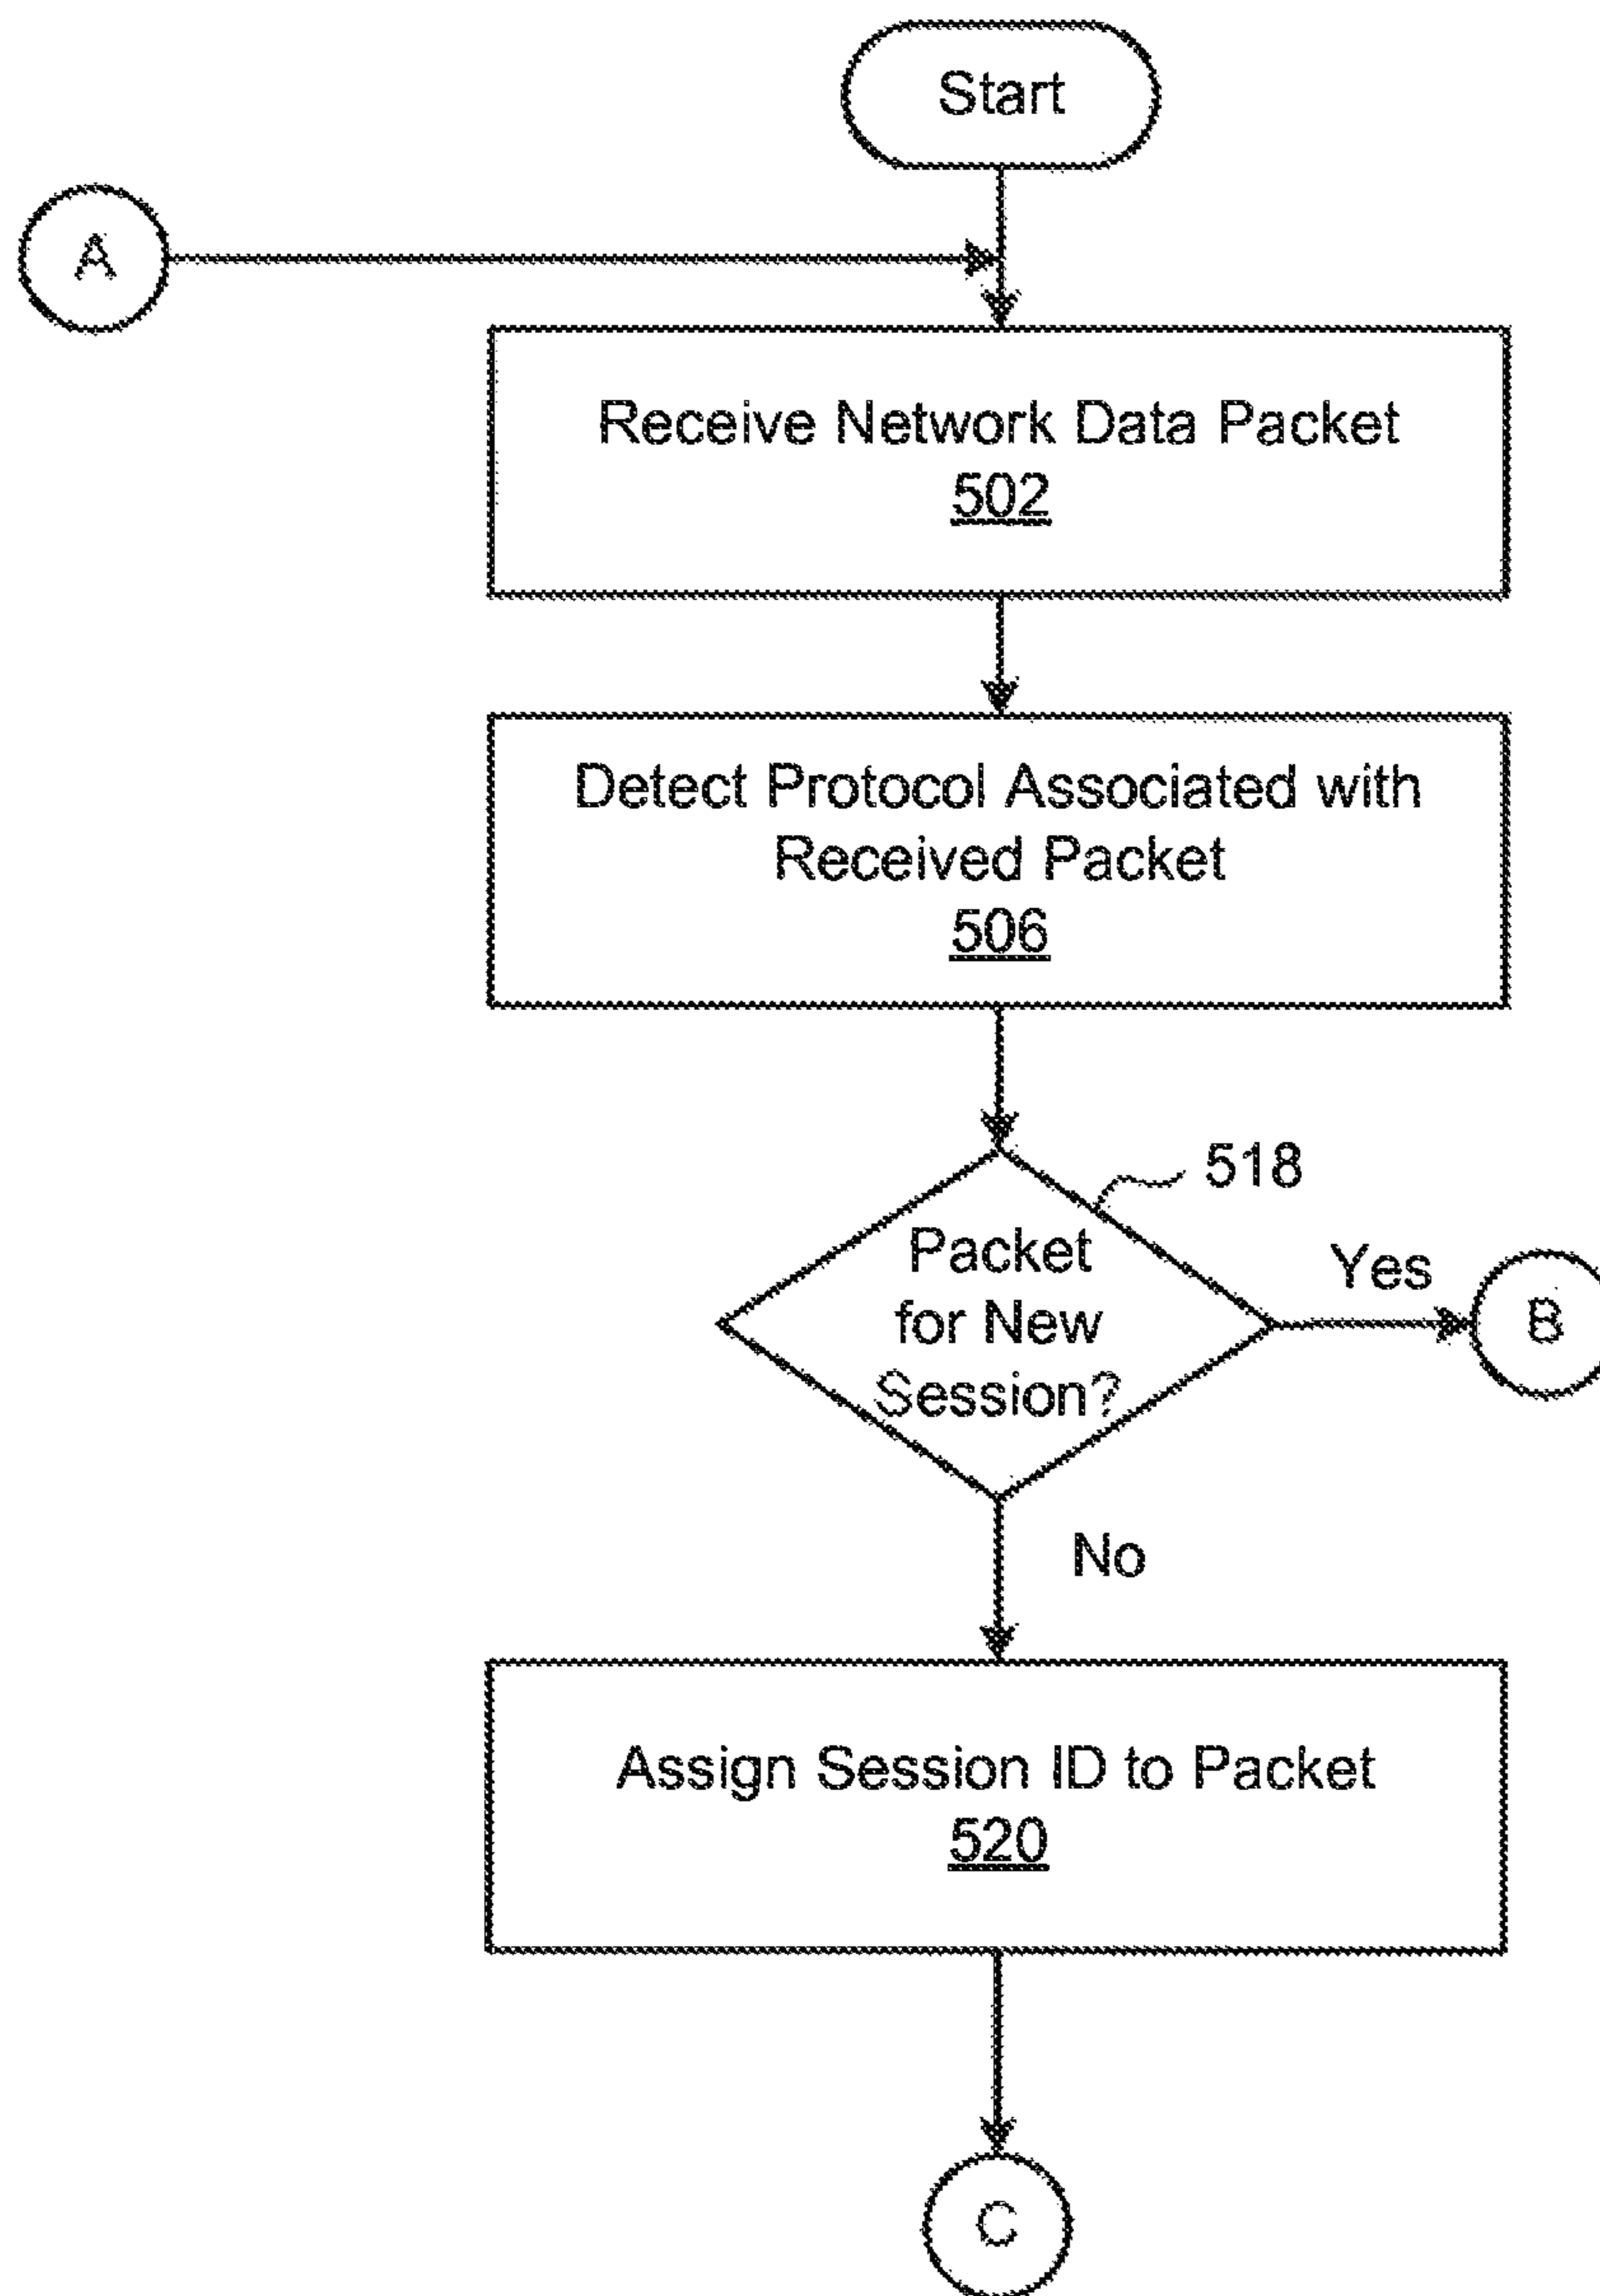 Start
A
Receive Network Data Packet
502
Detect Protocol Associated with
Received Packet
506
518
Packet
for New
Session?
Yes
B
No
Assign Session ID to Packet
520
C